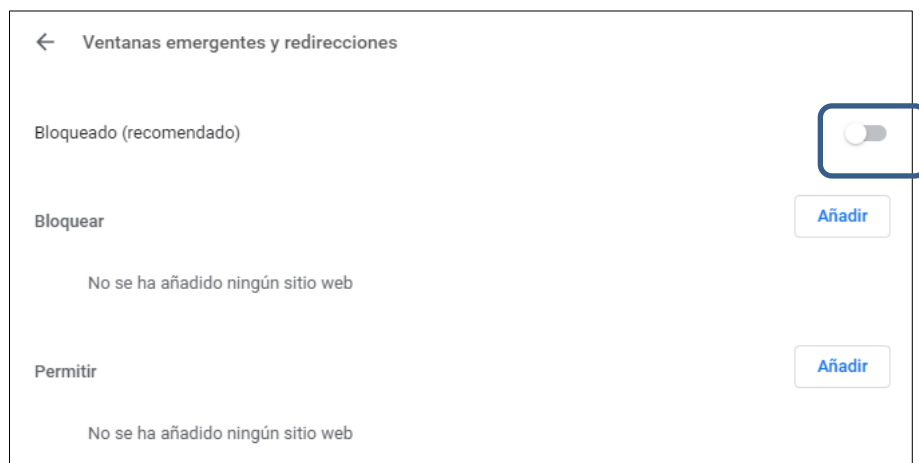 Ventanas emergentes y redirecciones
Bloqueado (recomendado)
Bloquear
Añadir
No se ha añadido ningún sitio web
Permitir
Añadir
No se ha añadido ningún sitio web